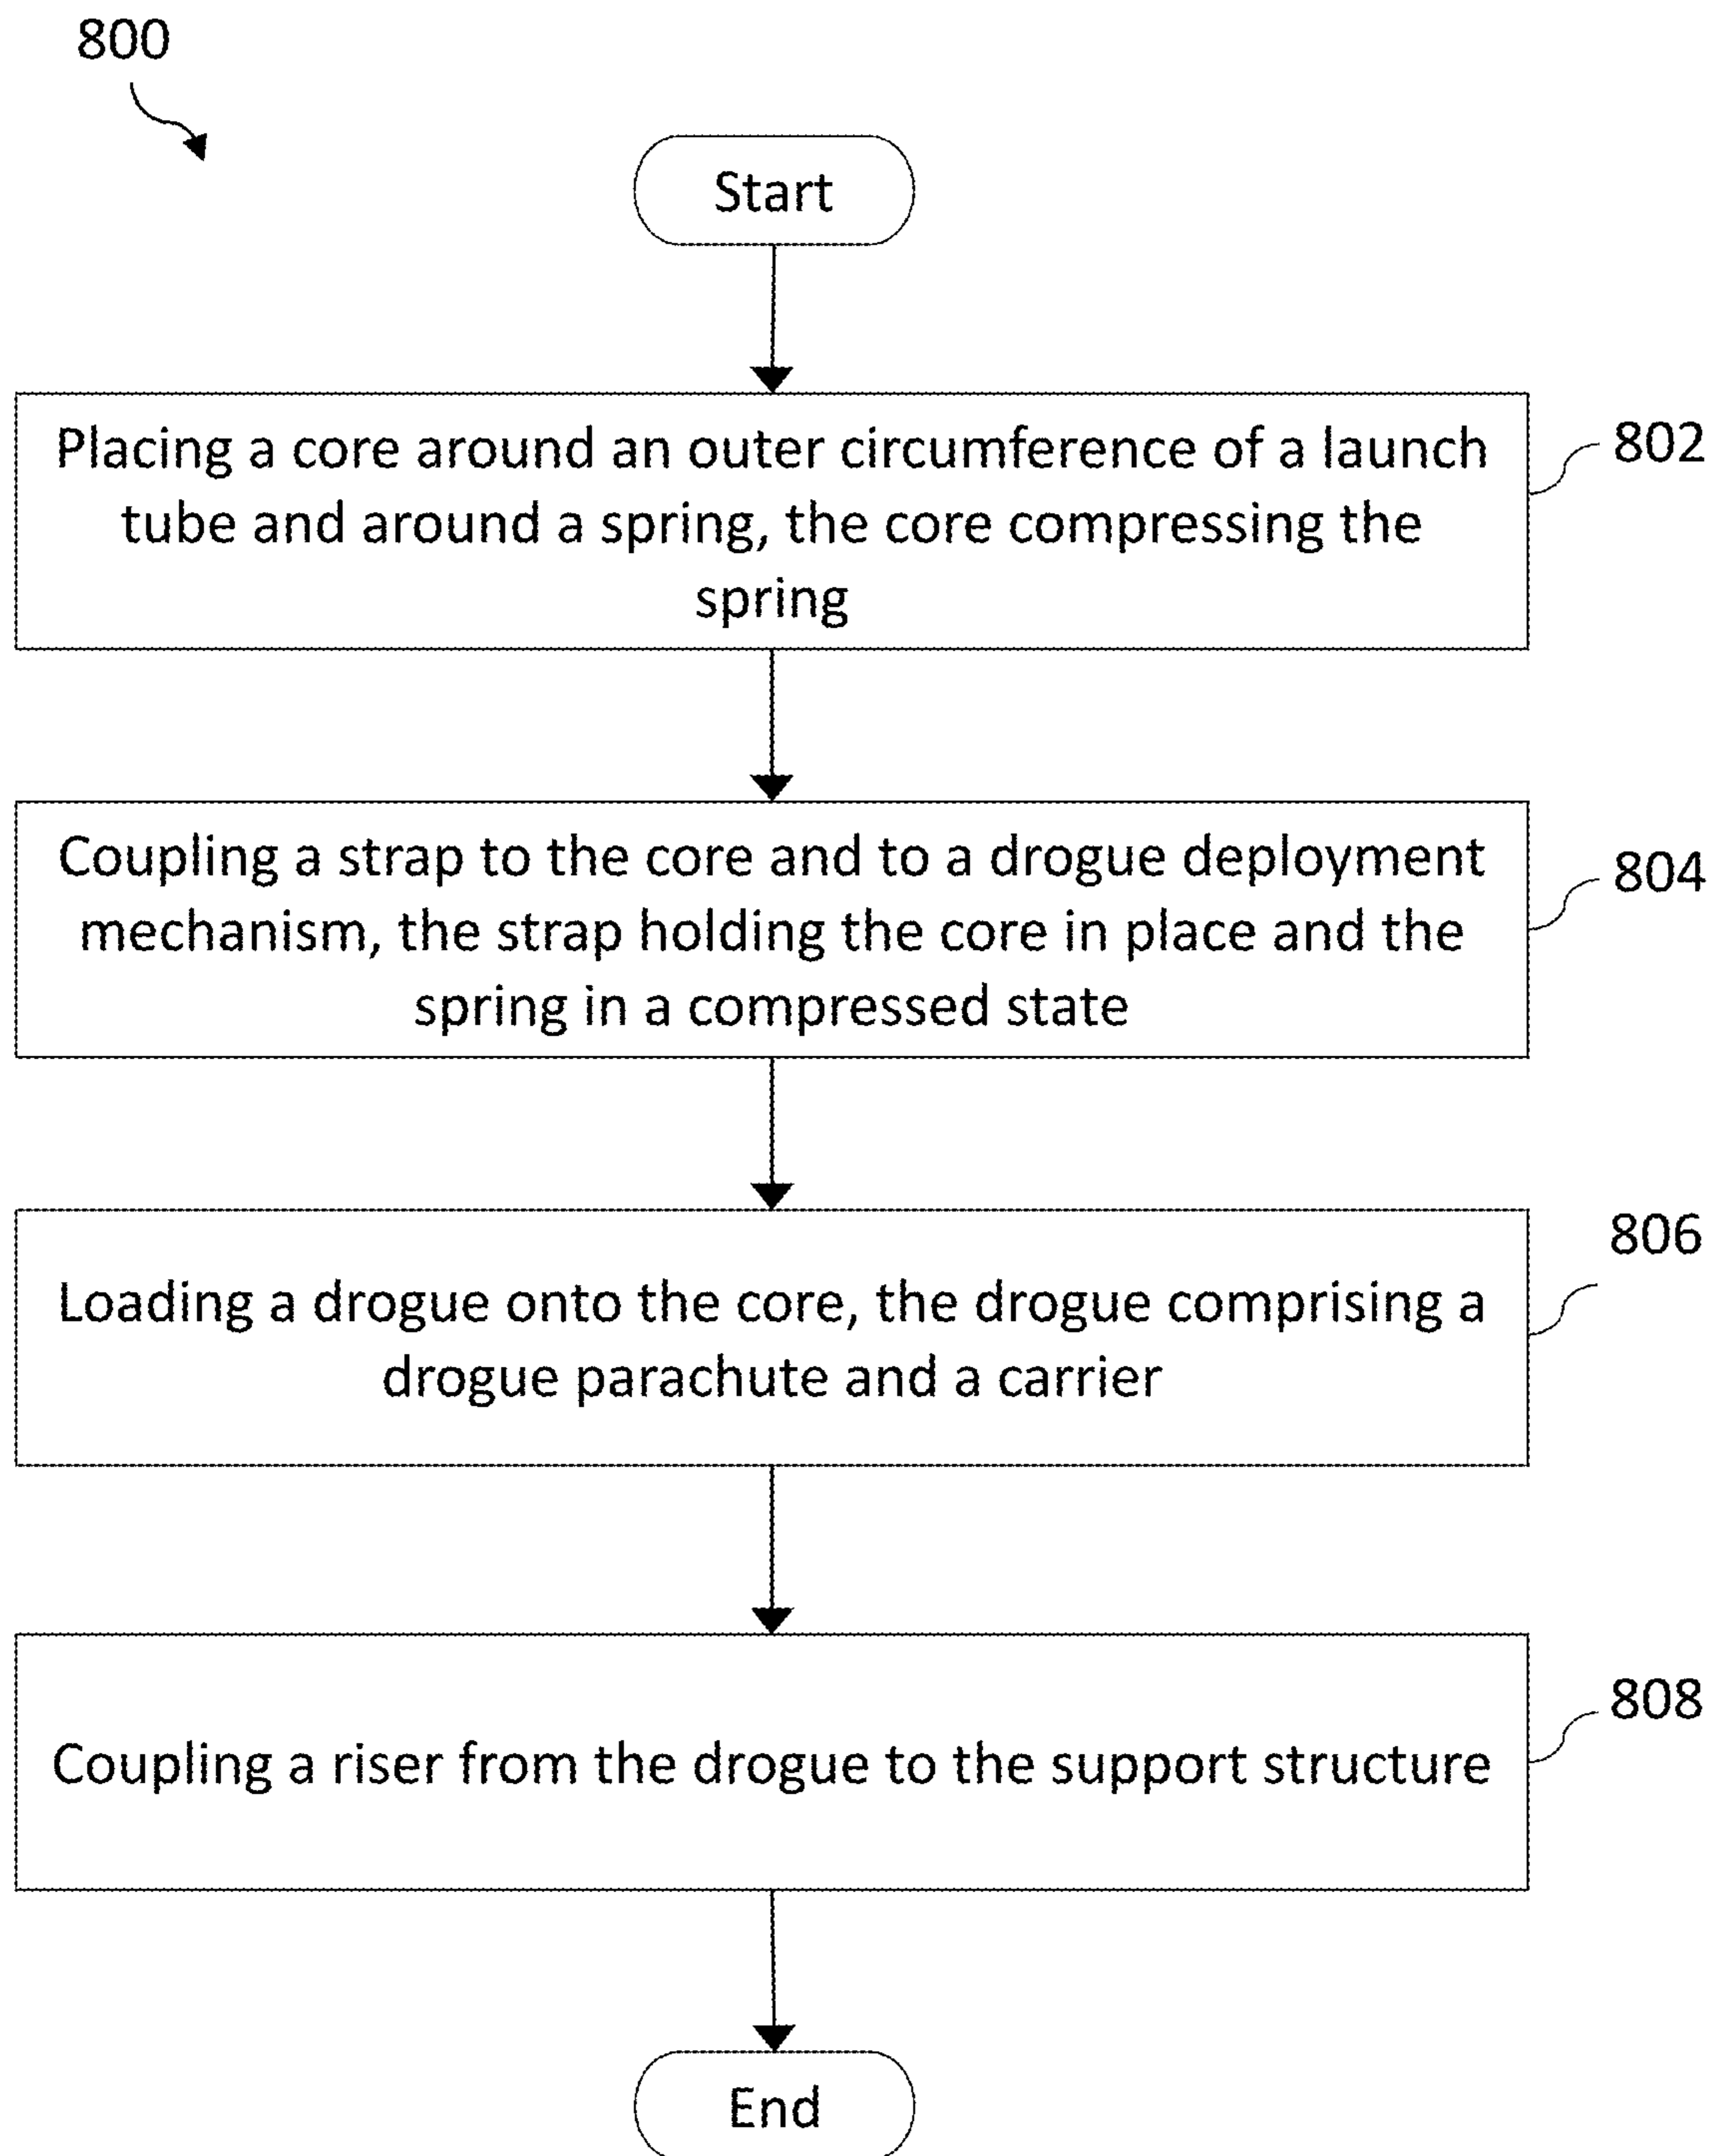 800
Start
Placing a core around an outer circumference of a launch
tube and around a spring, the core compressing the
spring
802
Coupling a strap to the core and to a drogue deployment
mechanism, the strap holding the core in place and the
spring in a compressed state
804
Loading a drogue onto the core, the drogue comprising a
drogue parachute and a carrier
806
Coupling a riser from the drogue to the support structure
808
End